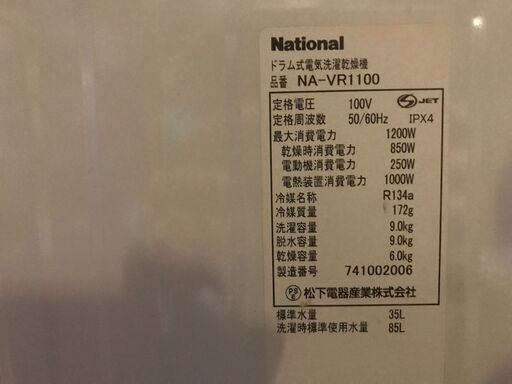 National
ドラム式電気洗濯乾燥機
品番 NA-VR1100
定格電圧 100V JET
定格周波数 50/60Hz IPX4
最大消費電力 1200W
乾燥時消費電力 850W
電動機消費電力 250W
電熱装置消費電力 1000W
冷媒名称 R134a
冷媒質量 172g
洗濯容量 9.0kg
脱水容量 9.0kg
乾燥容量 6.0kg
製造番号 741002006
PSE 松下電器産業株式会社
標準水量 35L
洗濯時標準使用水量 85L